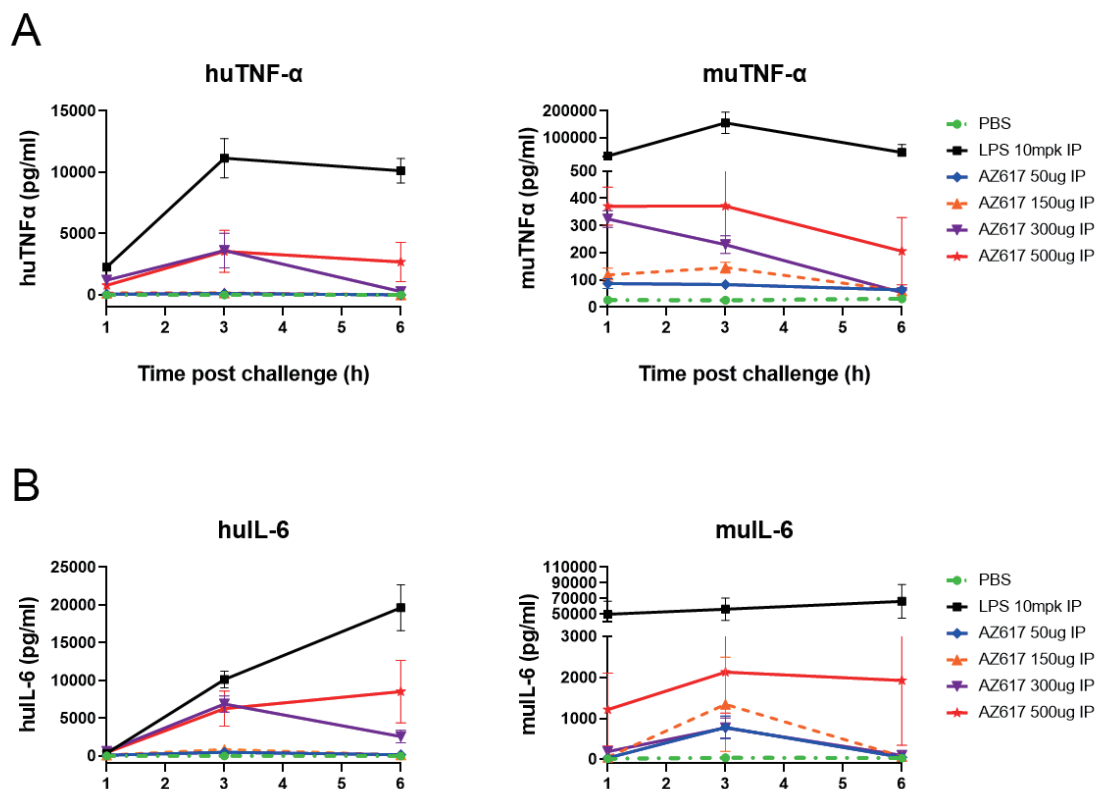 A
huTNF-α
muTNF-α
huTNFα (pg/ml)
15000
10000
5000
0
1
2
3
4
5
6
Time post challenge (h)
muTNFα (pg/ml)
200000
100000
500
400
300
200
100
0
1
2
3
4
5
6
Time post challenge (h)
PBS
LPS 10mpk IP
AZ617 50ug IP
AZ617 150ug IP
AZ617 300ug IP
AZ617 500ug IP
B
huIL-6
muIL-6
huIL-6 (pg/ml)
25000
20000
15000
10000
5000
0
1
2
3
4
5
6
muIL-6 (pg/ml)
110000
90000
70000
50000
3000
2000
1000
0
1
2
3
4
5
6
PBS
LPS 10mpk IP
AZ617 50ug IP
AZ617 150ug IP
AZ617 300ug IP
AZ617 500ug IP